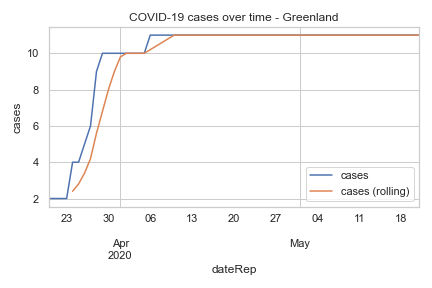 COVID-19 cases over time - Greenland
cases
10
8
6
4
2
cases
cases (rolling)
23 30 06 13 20 27 04 11 18
Apr May
2020
dateRep